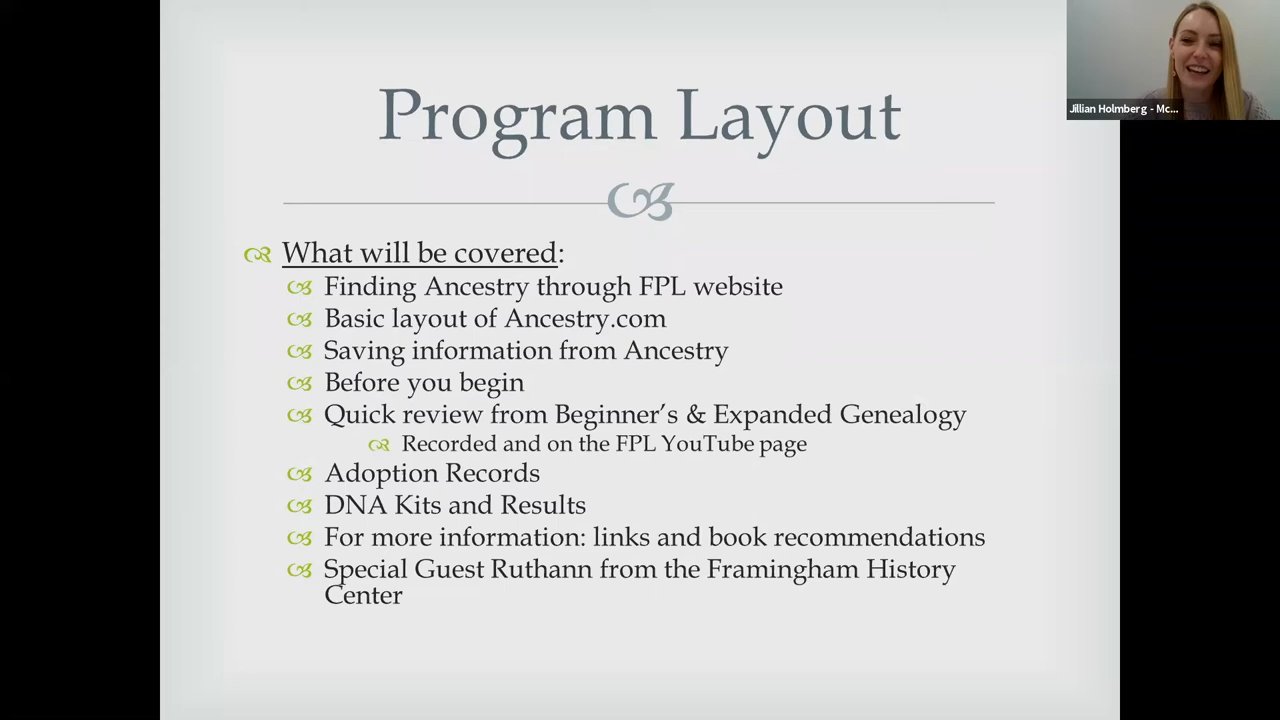 Program Layout
Jillian Holmberg - Mc...
What will be covered:
Finding Ancestry through FPL website
Basic layout of Ancestry.com
Saving information from Ancestry
Before you begin
Quick review from Beginner’s & Expanded Genealogy
Recorded and on the FPL YouTube page
Adoption Records
DNA Kits and Results
For more information: links and book recommendations
Special Guest Ruthann from the Framingham History
Center